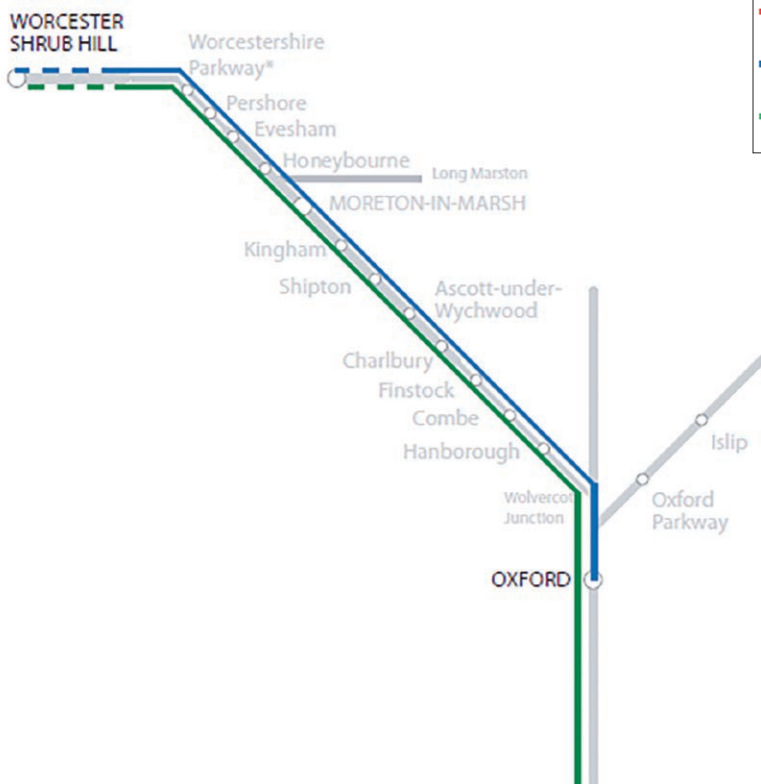 WORCESTER
SHRUB HILL
Worcestershire
Parkway*
Pershore
Evesham
Honeybourne
Long Marston
MORETON-IN-MARSH
Kingham
Shipton
Ascott-under-
Wychwood
Charlbury
Finstock
Combe
Hanborough
Islip
Wolvercot
Junction
Oxford
Parkway
OXFORD